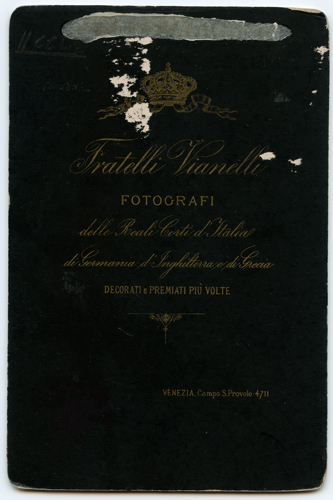 Fratelli Vianelli
FOTOGRAFI
delle Reali Corti d'Italia
di Germania, d'Inghilterra, e di Grecia
DECORATI e PREMIATI PIÚ VOLTE
VENEZIA, Campo S. Provolo 4711